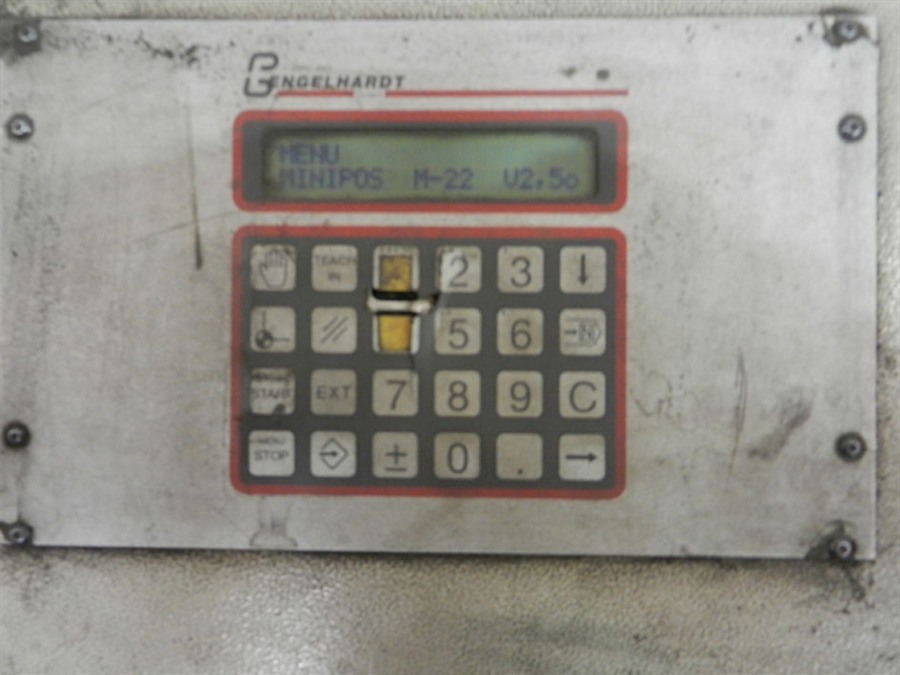 ENGELHARDT
MENU
MINIPOS M-22 V2,5o
TEACH IN 2 3 ↓
5 6
START EXT 7 8 9 C
MENU STOP ± 0 . →